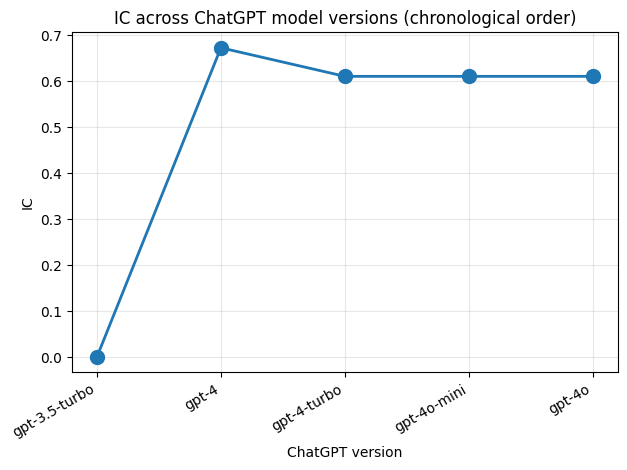 IC across ChatGPT model versions (chronological order)
0.7
0.6
0.5
0.4
0.3
0.2
0.1
0.0
IC
gpt-3.5-turbo
gpt-4
gpt-4-turbo
gpt-4o-mini
gpt-4o
ChatGPT version